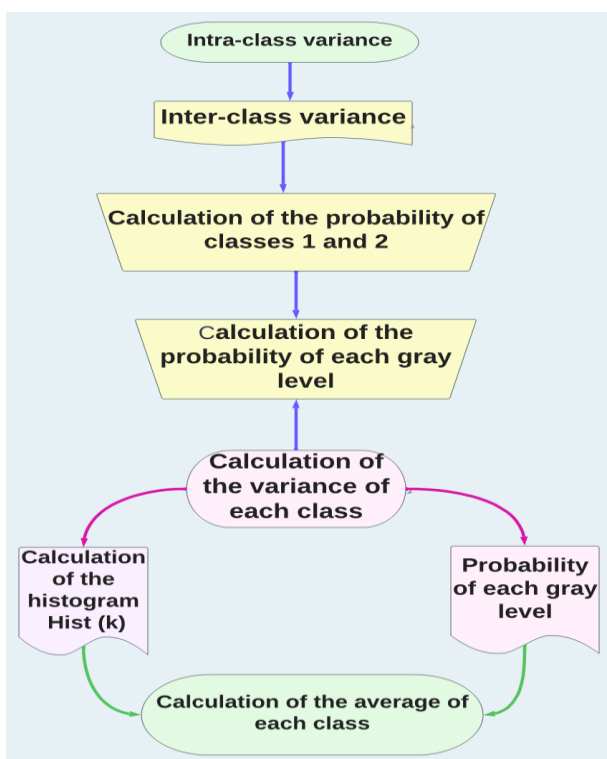 Intra-class variance
Inter-class variance
Calculation of the probability of
classes 1 and 2
Calculation of the
probability of each gray
level
Calculation of
the variance of
each class
Calculation
of the
histogram
Hist (k)
Probability
of each gray
level
Calculation of the average of
each class